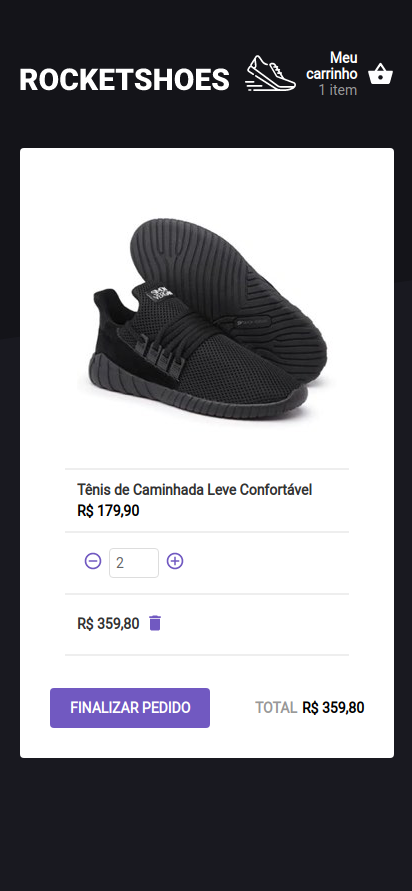 ROCKETSHOES
Meu
carrinho
1 item
Tênis de Caminhada Leve Confortável
R$ 179,90
2
R$ 359,80
FINALIZAR PEDIDO
TOTAL R$ 359,80